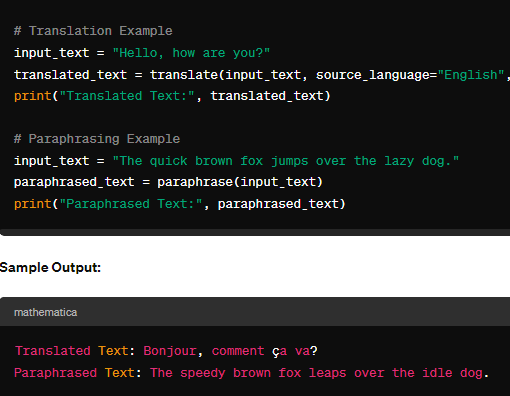 # Translation Example
input_text = "Hello, how are you?"
translated_text = translate(input_text, source_language="English",
print("Translated Text:", translated_text)
# Paraphrasing Example
input_text = "The quick brown fox jumps over the lazy dog."
paraphrased_text = paraphrase(input_text)
print("Paraphrased Text:", paraphrased_text)
Sample Output:
mathematica
Translated Text: Bonjour, comment ça va?
Paraphrased Text: The speedy brown fox leaps over the idle dog.